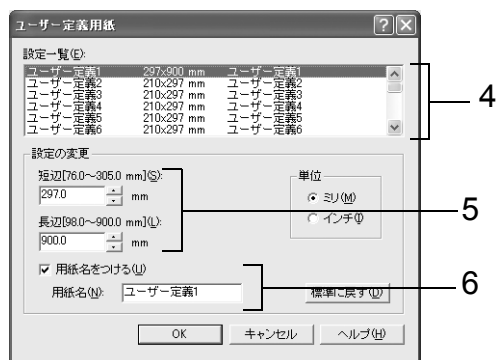 ユーザー定義用紙
設定一覧(E):
ユーザー定義1 297x900 mm ユーザー定義1
ユーザー定義2 210x297 mm ユーザー定義2
ユーザー定義3 210x297 mm ユーザー定義3
ユーザー定義4 210x297 mm ユーザー定義4
ユーザー定義5 210x297 mm ユーザー定義5
ユーザー定義6 210x297 mm ユーザー定義6
4
設定の変更
短辺[76.0～305.0 mm](S):
297.0 mm
長辺[98.0～900.0 mm](L):
900.0 mm
単位
ミリ(M)
インチ(I)
5
用紙名をつける(U)
用紙名(N): ユーザー定義1
標準に戻す(D)
6
OK キャンセル ヘルプ(H)